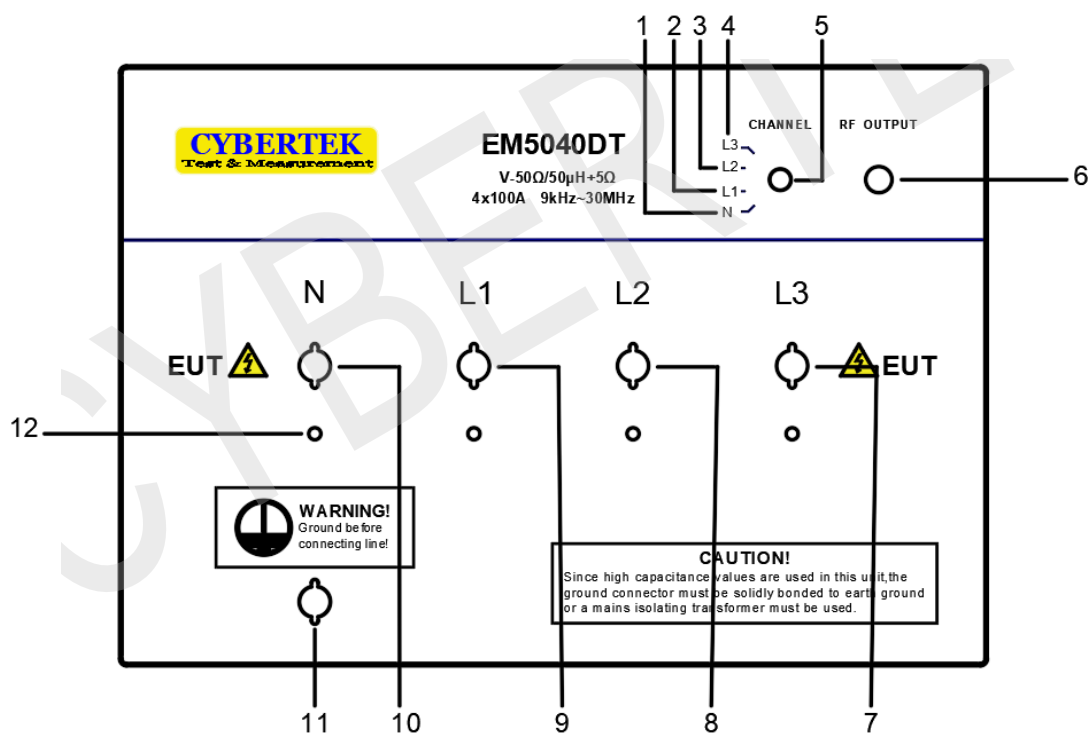 1 2 3 4 5
CYBERTEK
Test & Measurement
EM5040DT
V-50Ω/50μH+5Ω
4x100A 9kHz~30MHz
CHANNEL RF OUTPUT
L3
L2
L1
N
6
N L1 L2 L3
EUT EUT
12
WARNING!
Ground before
connecting line!
CAUTION!
Since high capacitance values are used in this unit,the
ground connector must be solidly bonded to earth ground
or a mains isolating transformer must be used.
11 10 9 8 7
CYBERTE